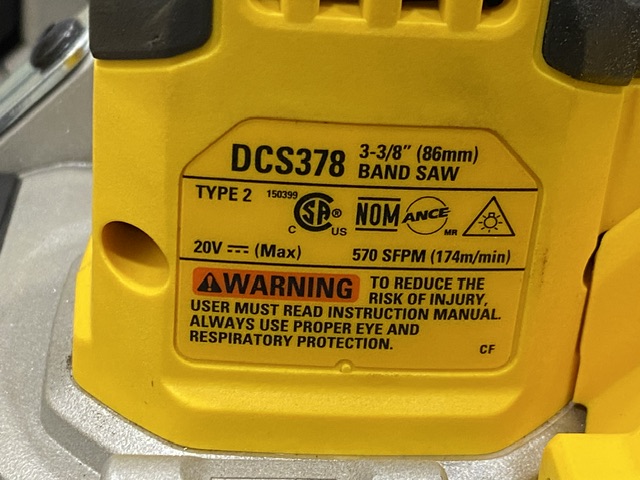 DCS378 3-3/8" (86mm)
BAND SAW
TYPE 2 150399 C SA® US NOM ANCE MR
20V ⎓ (Max) 570 SFPM (174m/min)
⚠WARNING TO REDUCE THE
RISK OF INJURY,
USER MUST READ INSTRUCTION MANUAL.
ALWAYS USE PROPER EYE AND
RESPIRATORY PROTECTION.
CF